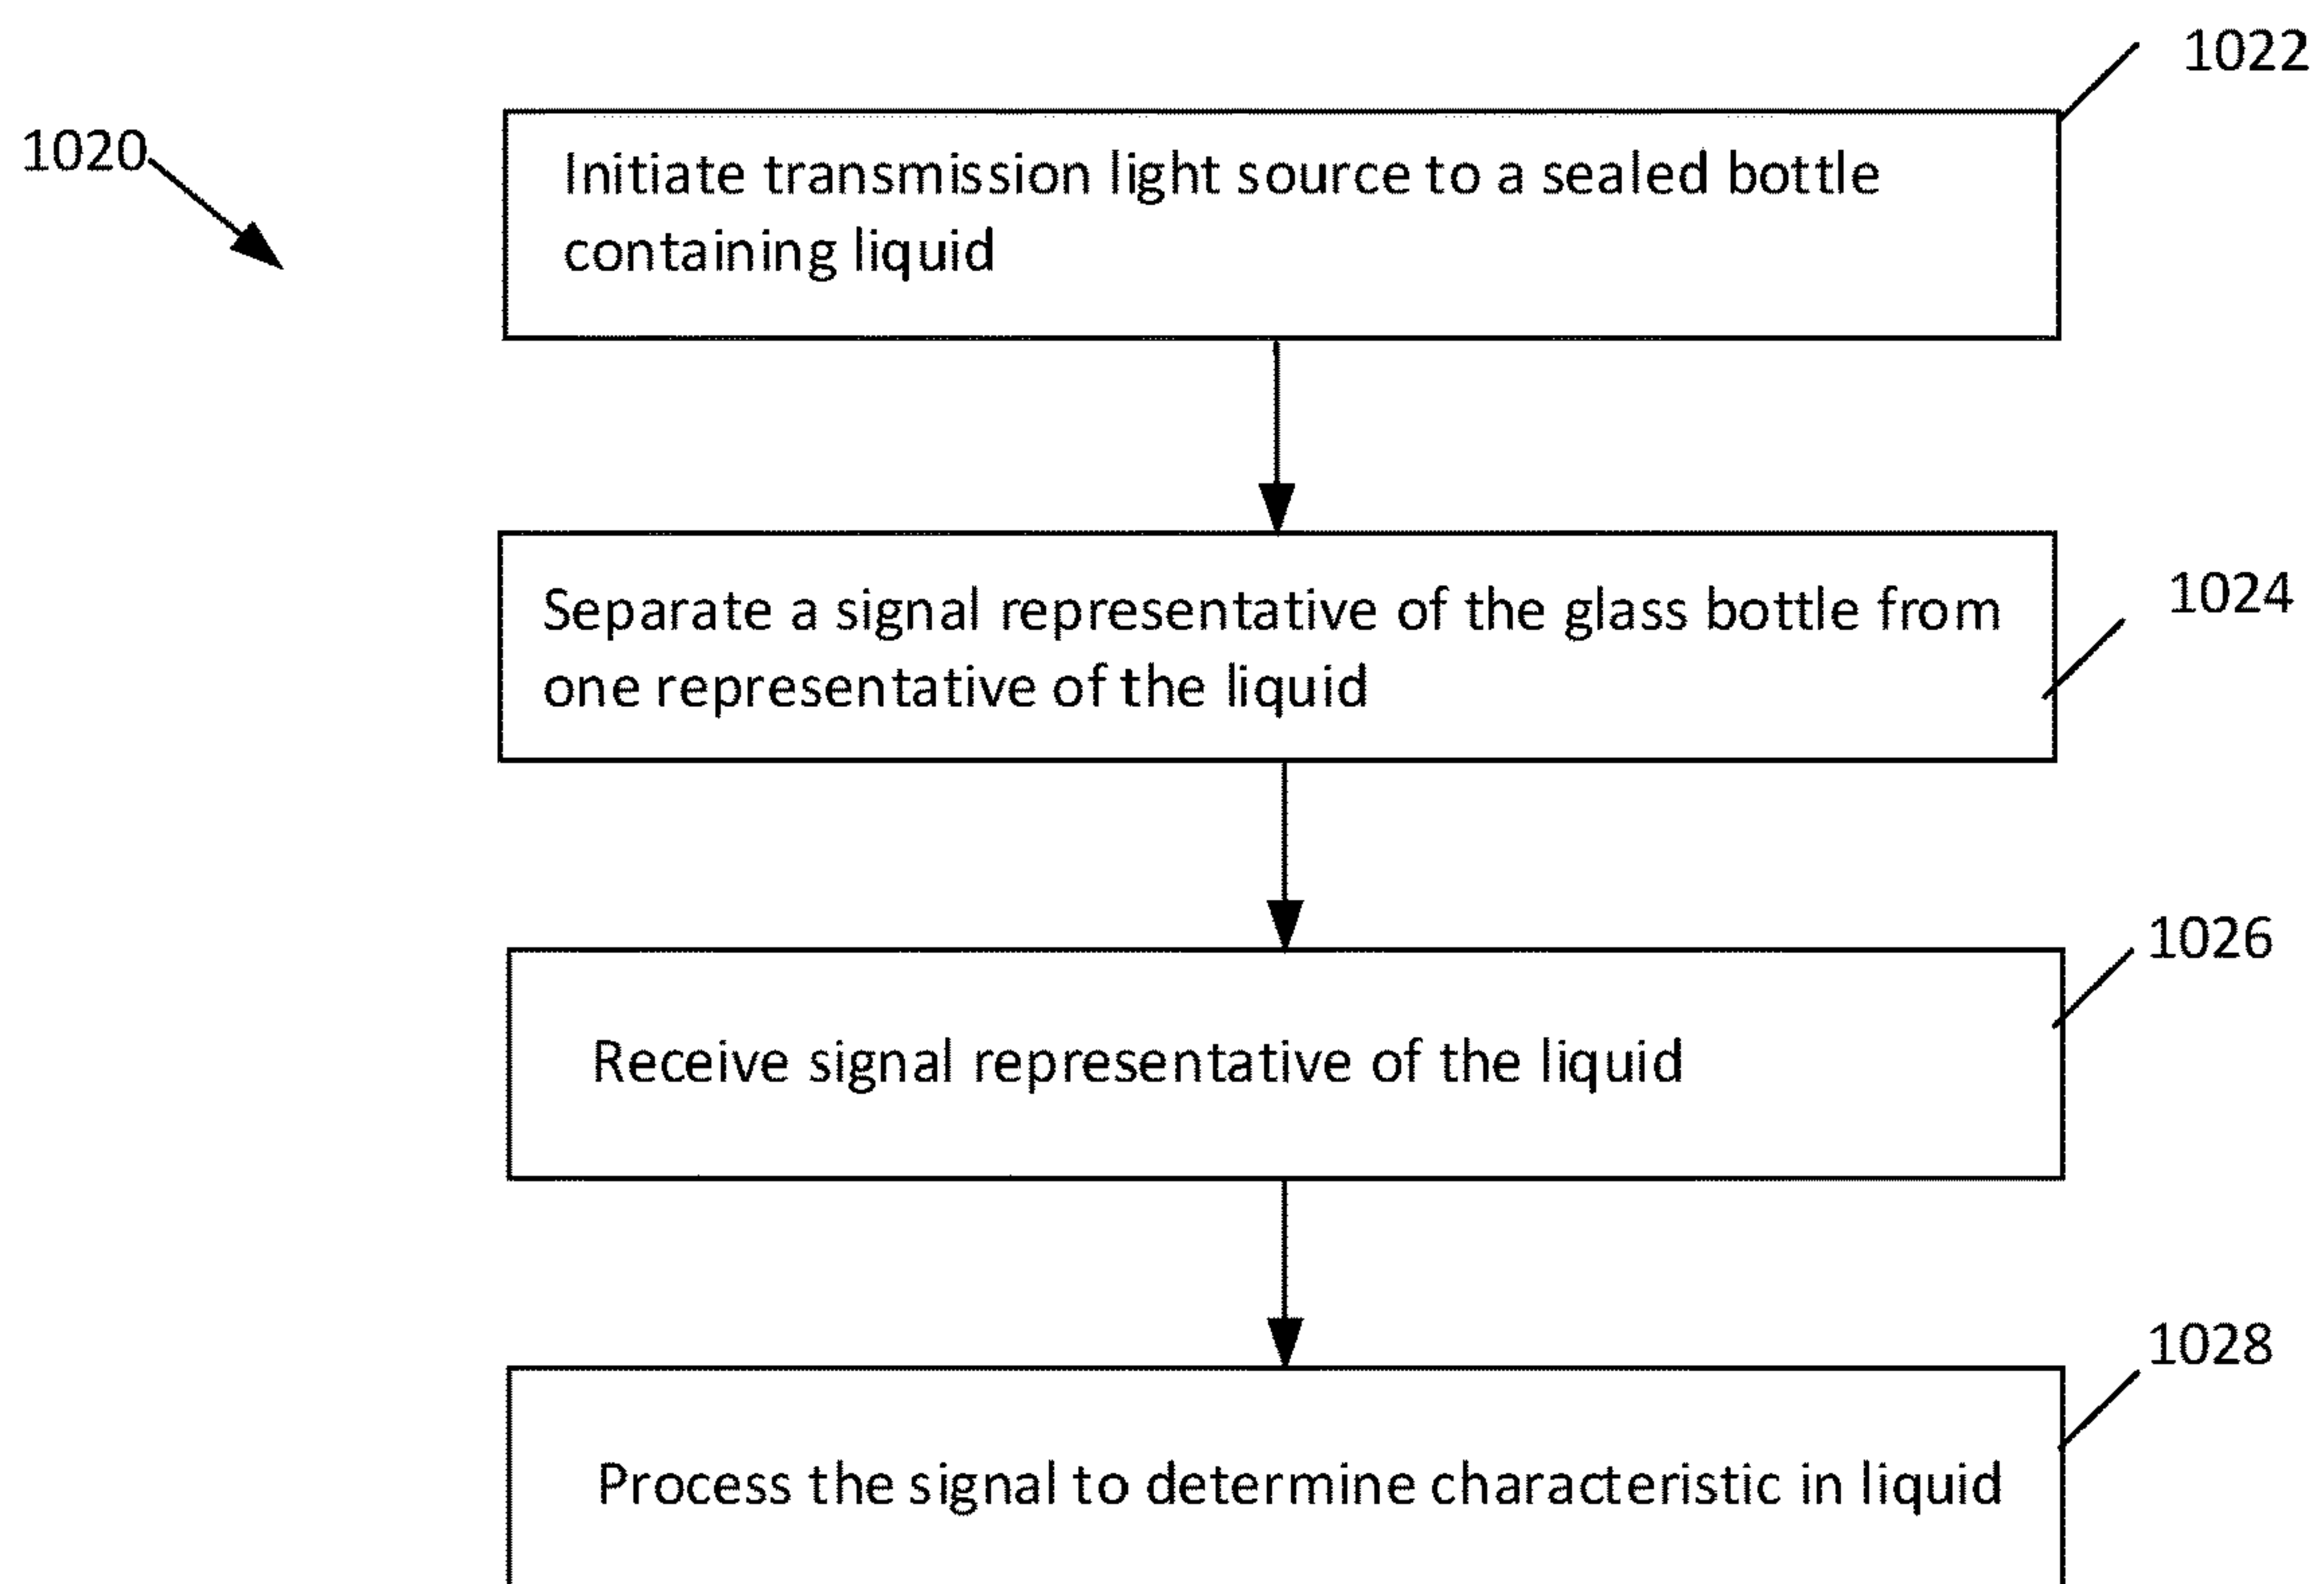 1022
1020
Initiate transmission light source to a sealed bottle
containing liquid
1024
Separate a signal representative of the glass bottle from
one representative of the liquid
1026
Receive signal representative of the liquid
1028
Process the signal to determine characteristic in liquid